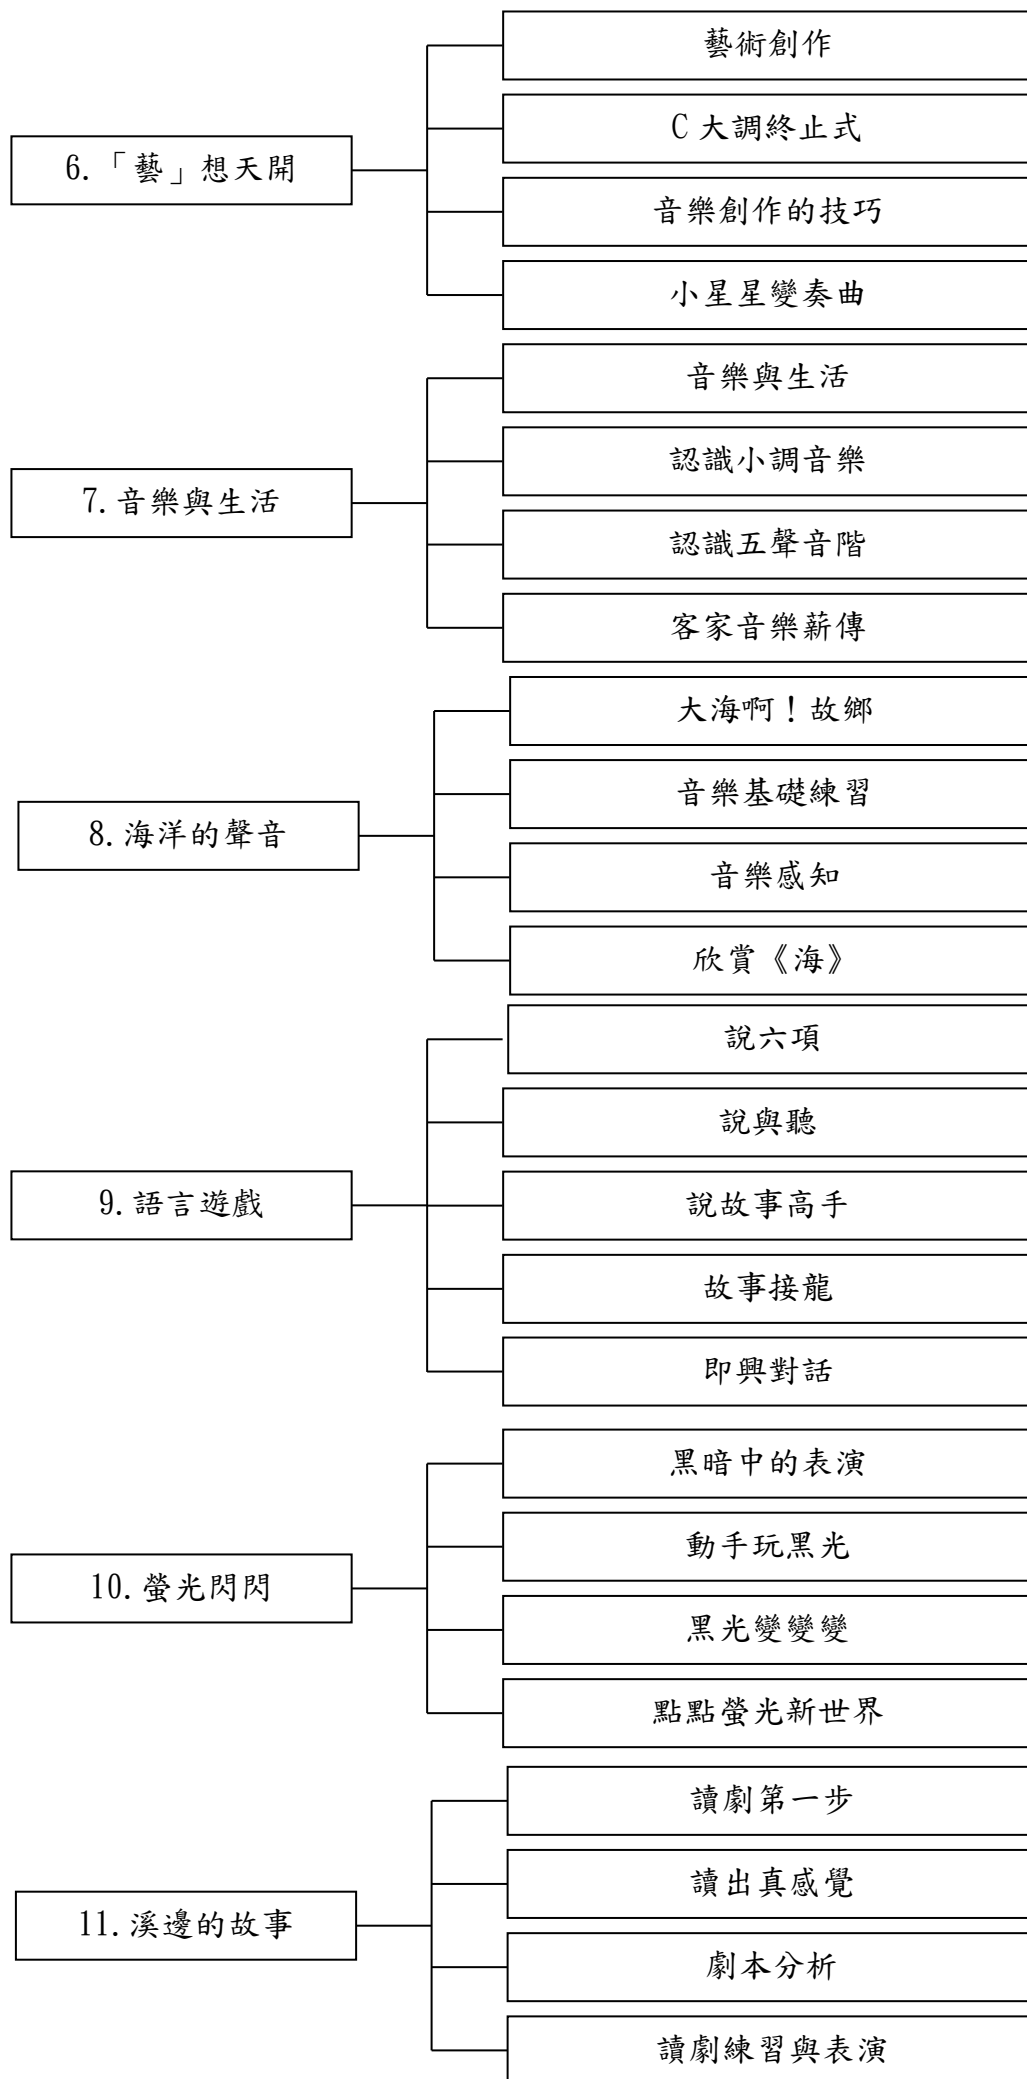 6.「藝」想天開
藝術創作
C 大調終止式
音樂創作的技巧
小星星變奏曲
7.音樂與生活
音樂與生活
認識小調音樂
認識五聲音階
客家音樂薪傳
8.海洋的聲音
大海啊!故鄉
音樂基礎練習
音樂感知
欣賞《海》
9.語言遊戲
說六項
說與聽
說故事高手
故事接龍
即興對話
10.螢光閃閃
黑暗中的表演
動手玩黑光
黑光變變變
點點螢光新世界
11.溪邊的故事
讀劇第一步
讀出真感覺
劇本分析
讀劇練習與表演